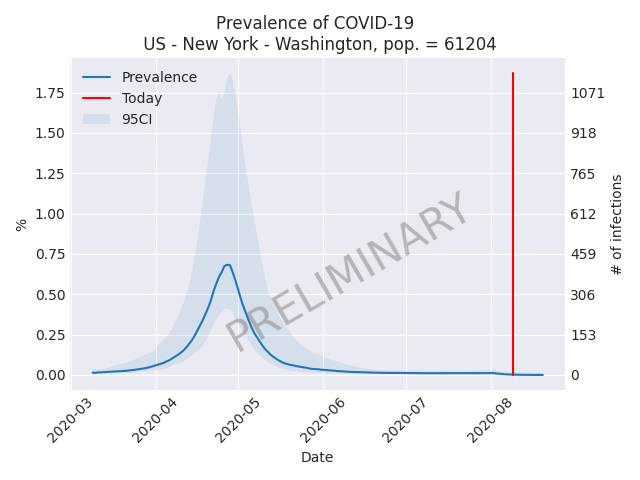 Prevalence of COVID-19
US - New York - Washington, pop. = 61204
Prevalence
Today
95CI
1.75
1.50
1.25
1.00
0.75
0.50
0.25
0.00
%
1071
918
765
612
459
306
153
0
# of infections
PRELIMINARY
2020-03
2020-04
2020-05
2020-06
2020-07
2020-08
Date